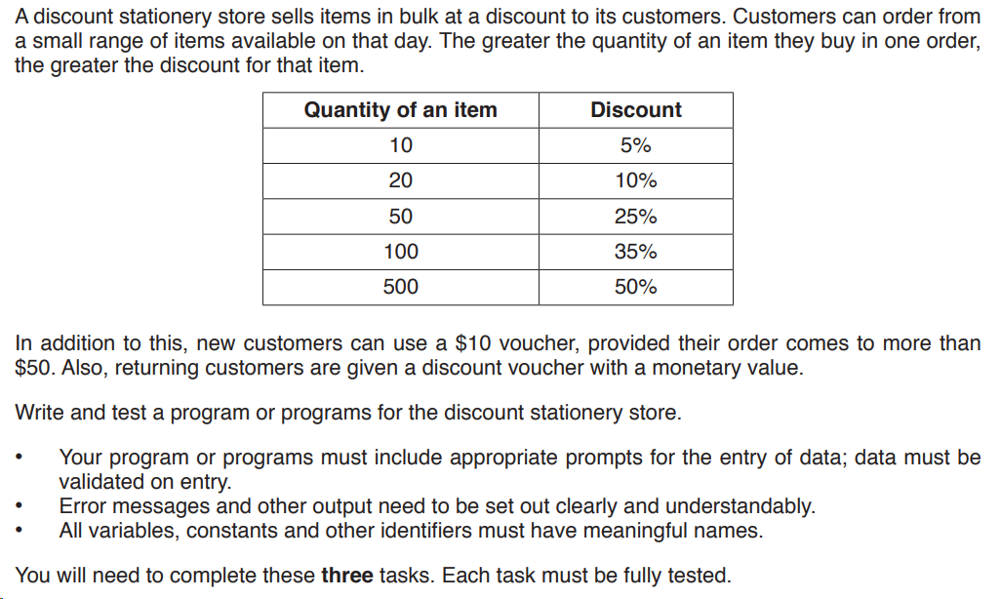 A discount stationery store sells items in bulk at a discount to its customers. Customers can order from
a small range of items available on that day. The greater the quantity of an item they buy in one order,
the greater the discount for that item.
Quantity of an item Discount
10 5%
20 10%
50 25%
100 35%
500 50%
In addition to this, new customers can use a $10 voucher, provided their order comes to more than
$50. Also, returning customers are given a discount voucher with a monetary value.
Write and test a program or programs for the discount stationery store.
• Your program or programs must include appropriate prompts for the entry of data; data must be
validated on entry.
• Error messages and other output need to be set out clearly and understandably.
• All variables, constants and other identifiers must have meaningful names.
You will need to complete these three tasks. Each task must be fully tested.